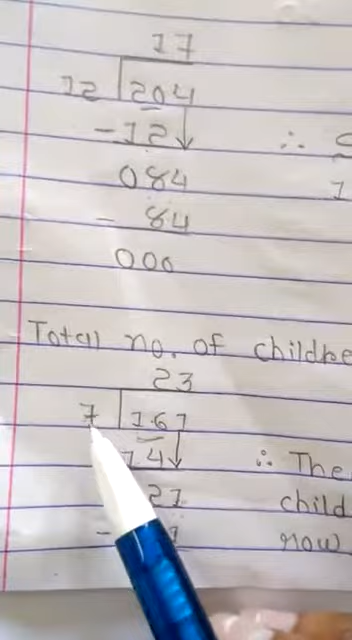 17
12 204
-12
084
- 84
000
Total no. of childre
23
7 161
14
∴ The
21
child
now